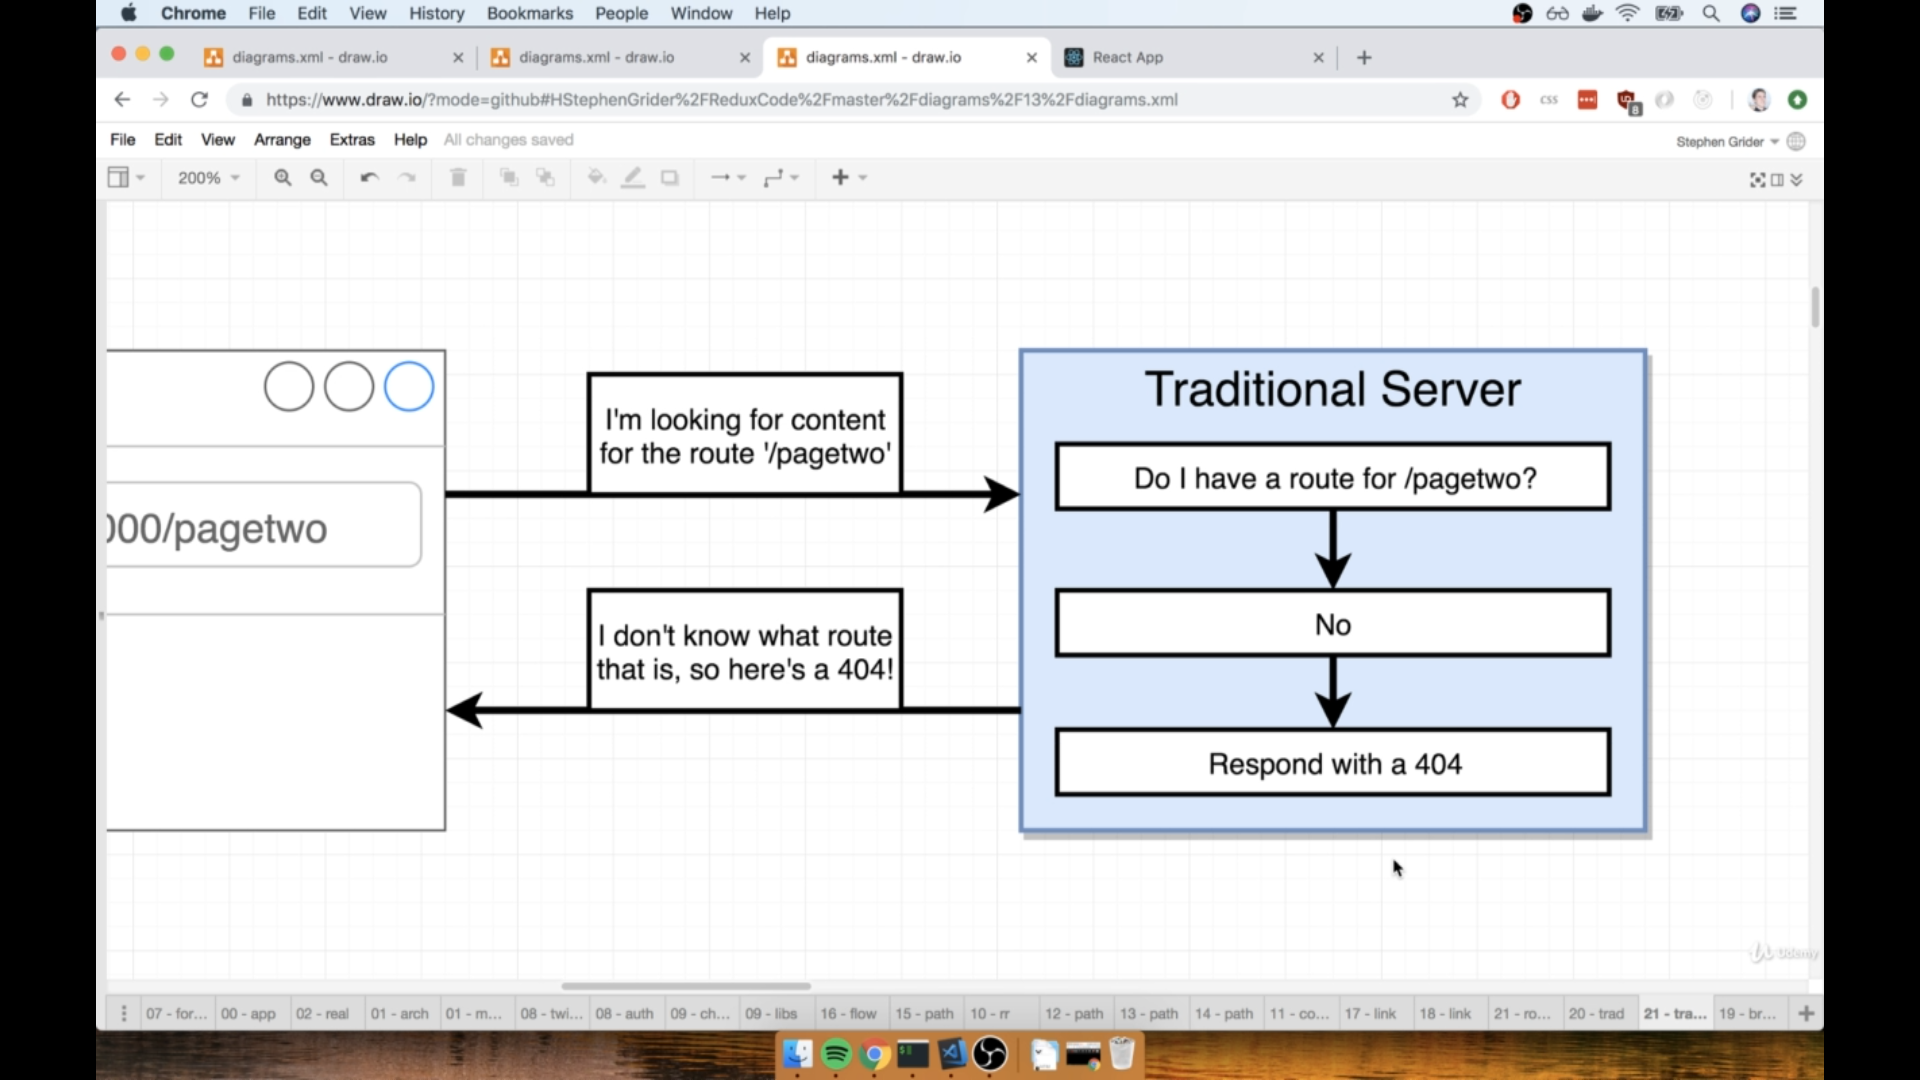 Chrome File Edit View History Bookmarks People Window Help
diagrams.xml - draw.io
diagrams.xml - draw.io
diagrams.xml - draw.io
React App
https://www.draw.io/?mode=github#HStephenGrider%2FReduxCode%2Fmaster%2Fdiagrams%2F13%2Fdiagrams.xml
css
8
File Edit View Arrange Extras Help All changes saved
Stephen Grider
200%
I'm looking for content
for the route '/pagetwo'
000/pagetwo
I don't know what route
that is, so here's a 404!
Traditional Server
Do I have a route for /pagetwo?
No
Respond with a 404
Udemy
07 - for... 00 - app 02 - real 01 - arch 01 - m... 08 - twi... 08 - auth 09 - ch... 09 - libs 16 - flow 15 - path 10 - rr 12 - path 13 - path 14 - path 11 - co... 17 - link 18 - link 21 - ro... 20 - trad 21 - tra... 19 - br...